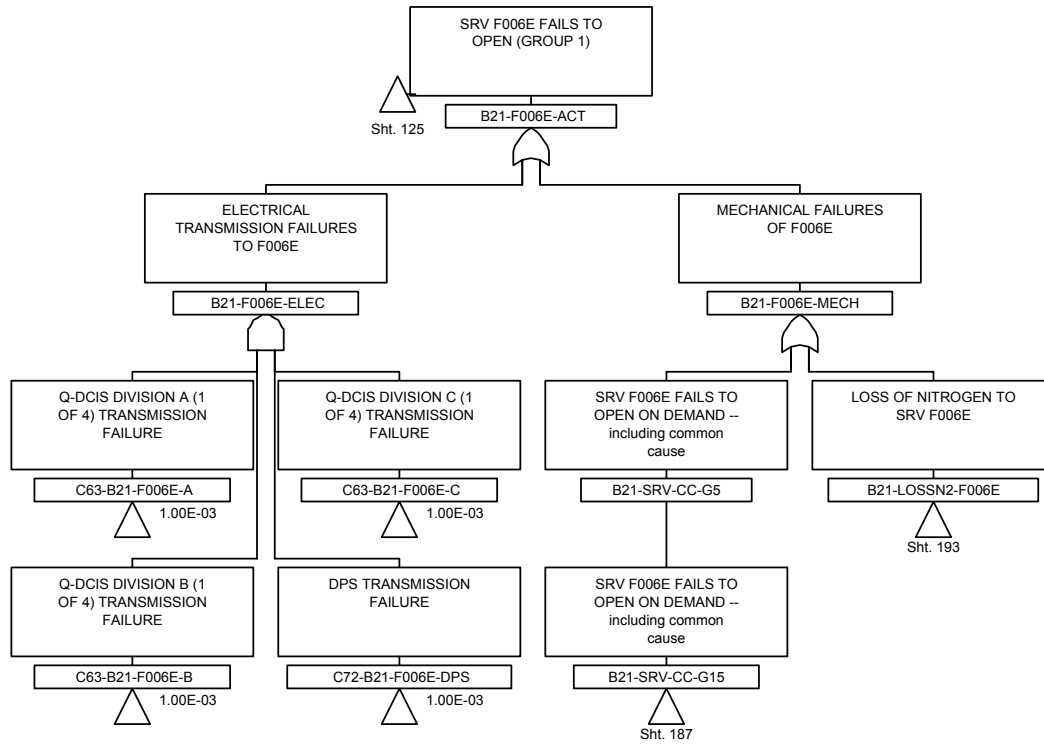 SRV F006E FAILS TO
OPEN (GROUP 1)
Sht. 125
B21-F006E-ACT
ELECTRICAL
TRANSMISSION FAILURES
TO F006E
B21-F006E-ELEC
MECHANICAL FAILURES
OF F006E
B21-F006E-MECH
Q-DCIS DIVISION A (1
OF 4) TRANSMISSION
FAILURE
C63-B21-F006E-A
1.00E-03
Q-DCIS DIVISION C (1
OF 4) TRANSMISSION
FAILURE
C63-B21-F006E-C
1.00E-03
SRV F006E FAILS TO
OPEN ON DEMAND --
including common
cause
B21-SRV-CC-G5
LOSS OF NITROGEN TO
SRV F006E
B21-LOSSN2-F006E
Sht. 193
Q-DCIS DIVISION B (1
OF 4) TRANSMISSION
FAILURE
C63-B21-F006E-B
1.00E-03
DPS TRANSMISSION
FAILURE
C72-B21-F006E-DPS
1.00E-03
SRV F006E FAILS TO
OPEN ON DEMAND --
including common
cause
B21-SRV-CC-G15
Sht. 187